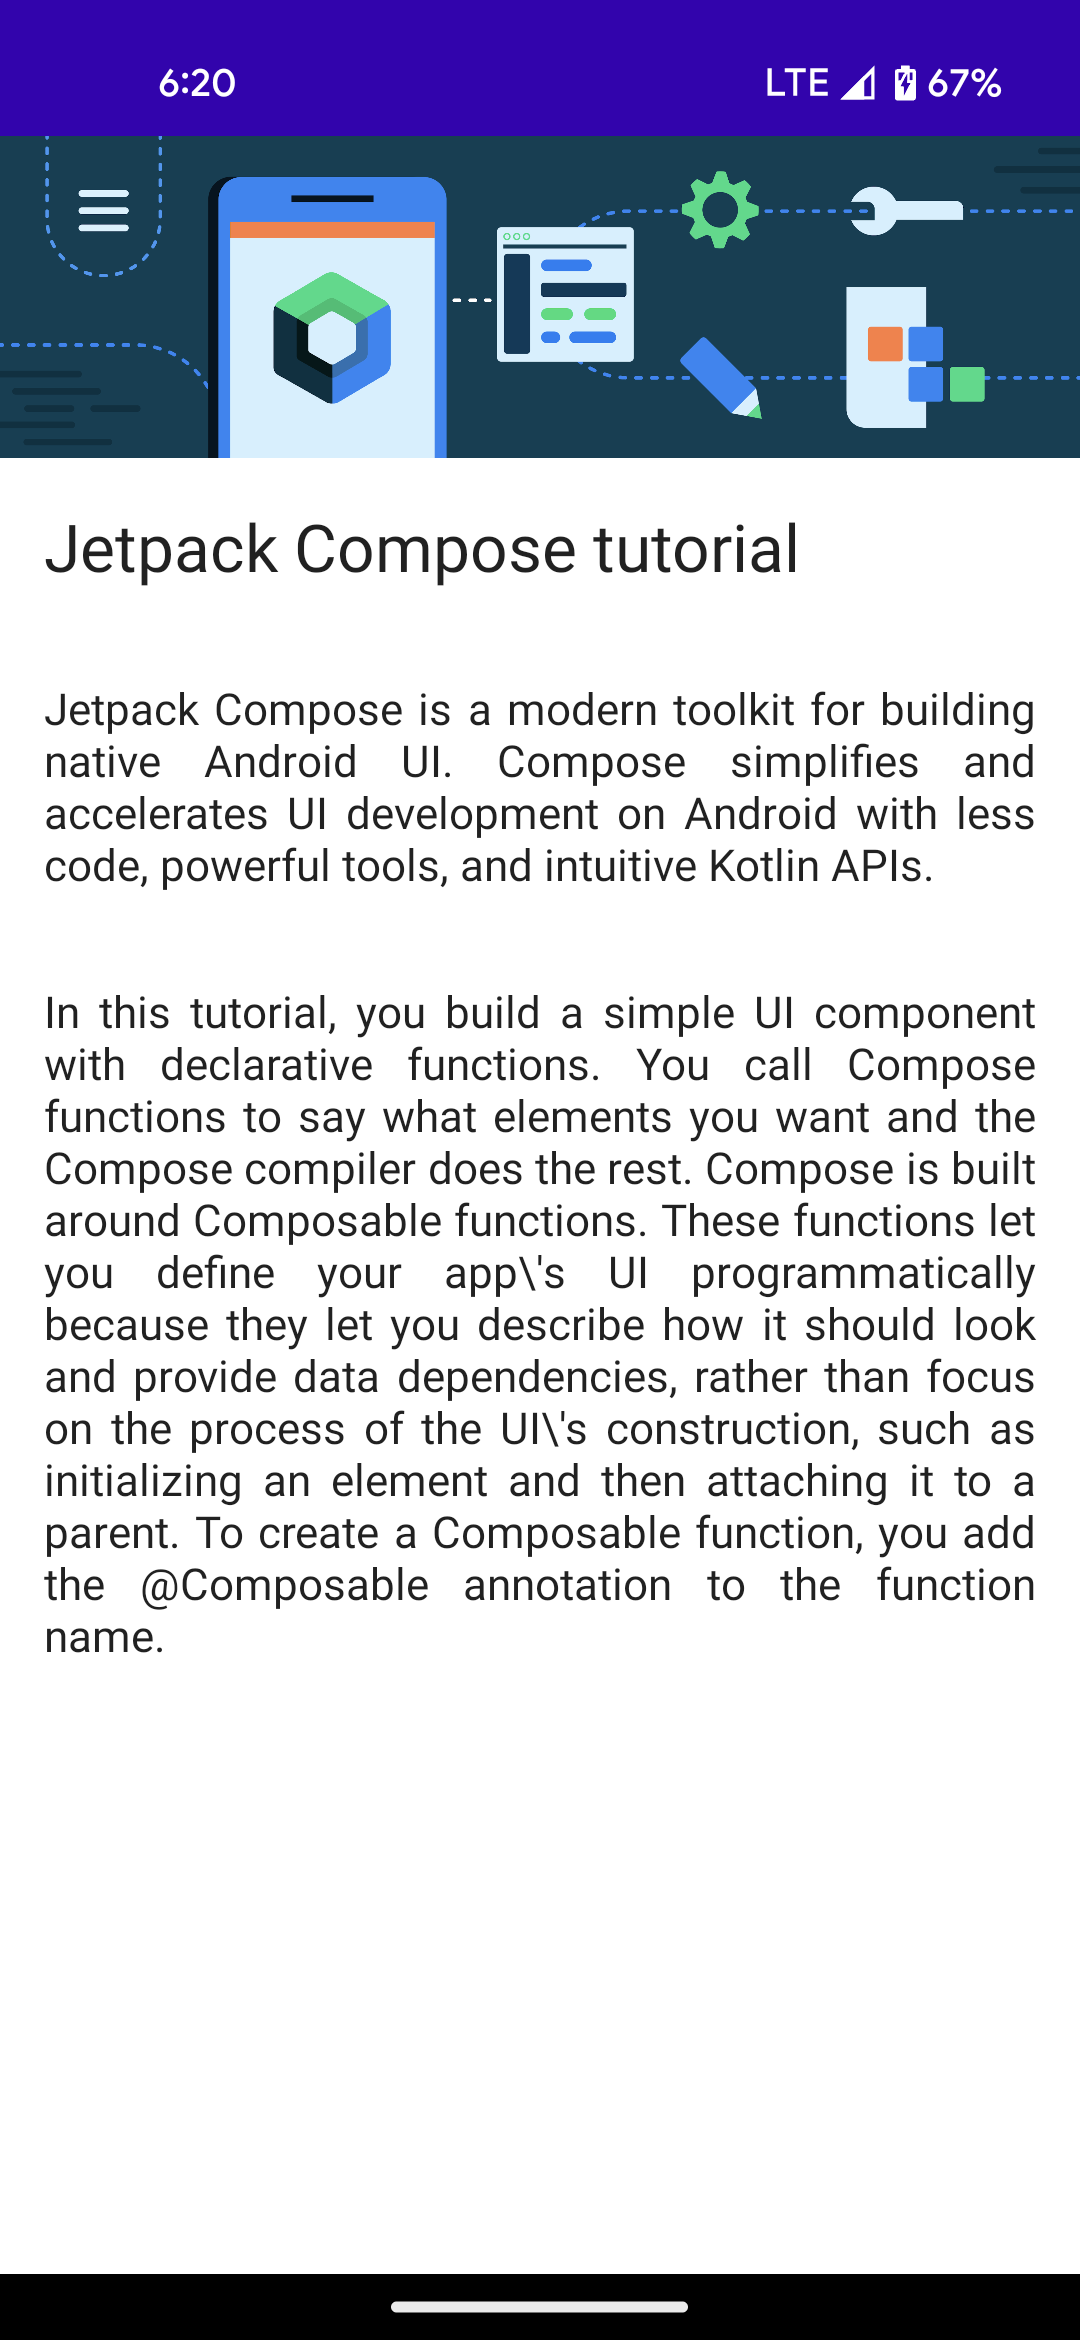 6:20 LTE 67%
Jetpack Compose tutorial
Jetpack Compose is a modern toolkit for building
native Android UI. Compose simplifies and
accelerates UI development on Android with less
code, powerful tools, and intuitive Kotlin APIs.
In this tutorial, you build a simple UI component
with declarative functions. You call Compose
functions to say what elements you want and the
Compose compiler does the rest. Compose is built
around Composable functions. These functions let
you define your app\'s UI programmatically
because they let you describe how it should look
and provide data dependencies, rather than focus
on the process of the UI\'s construction, such as
initializing an element and then attaching it to a
parent. To create a Composable function, you add
the @Composable annotation to the function
name.